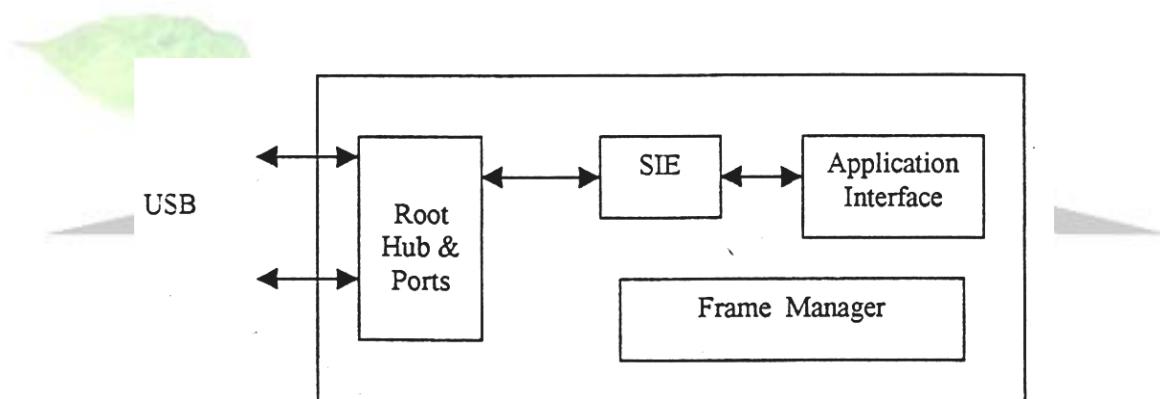 USB
Root
Hub &
Ports
SIE
Application
Interface
Frame Manager